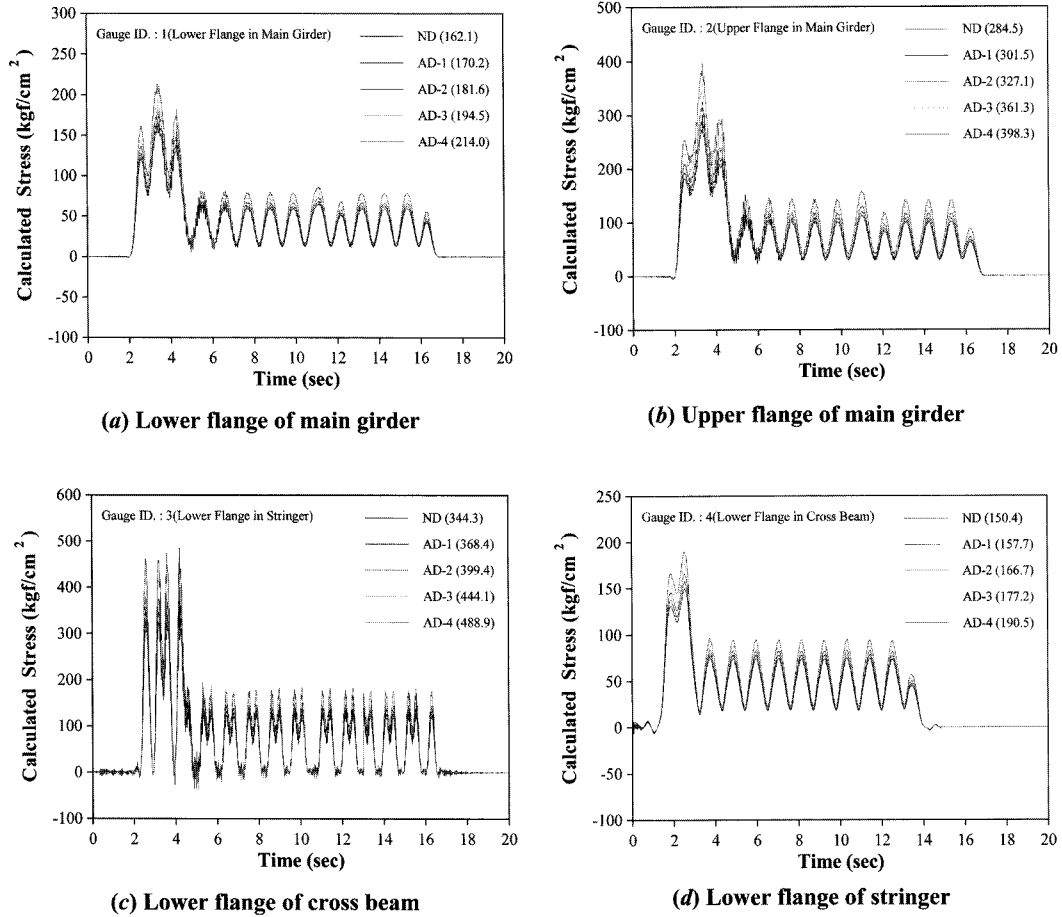 300
250
200
150
100
50
0
-50
-100
Calculated Stress (kgf/cm²)
Gauge ID. : 1(Lower Flange in Main Girder)
ND (162.1)
AD-1 (170.2)
AD-2 (181.6)
AD-3 (194.5)
AD-4 (214.0)
0 2 4 6 8 10 12 14 16 18 20
Time (sec)
(a) Lower flange of main girder
500
400
300
200
100
0
-100
Calculated Stress (kgf/cm²)
Gauge ID. : 2(Upper Flange in Main Girder)
ND (284.5)
AD-1 (301.5)
AD-2 (327.1)
AD-3 (361.3)
AD-4 (398.3)
0 2 4 6 8 10 12 14 16 18 20
Time (sec)
(b) Upper flange of main girder
600
500
400
300
200
100
0
-100
Calculated Stress (kgf/cm²)
Gauge ID. : 3(Lower Flange in Stringer)
ND (344.3)
AD-1 (368.4)
AD-2 (399.4)
AD-3 (444.1)
AD-4 (488.9)
0 2 4 6 8 10 12 14 16 18 20
Time (sec)
(c) Lower flange of cross beam
250
200
150
100
50
0
-50
-100
Calculated Stress (kgf/cm²)
Gauge ID. : 4(Lower Flange in Cross Beam)
ND (150.4)
AD-1 (157.7)
AD-2 (166.7)
AD-3 (177.2)
AD-4 (190.5)
0 2 4 6 8 10 12 14 16 18 20
Time (sec)
(d) Lower flange of stringer